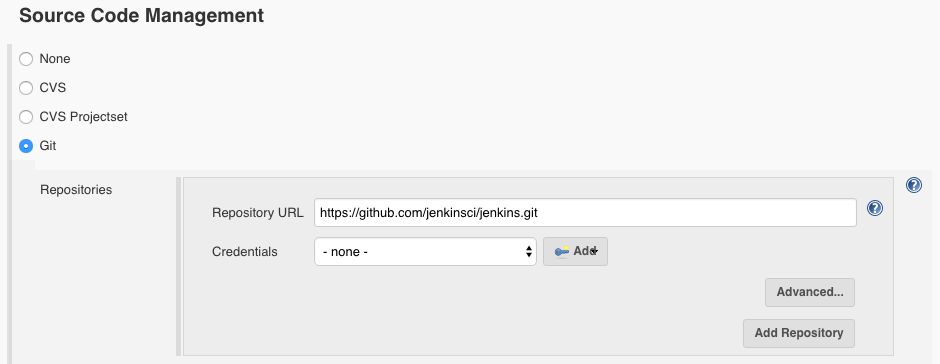 Source Code Management
None
CVS
CVS Projectset
Git
Repositories
Repository URL https://github.com/jenkinsci/jenkins.git
Credentials - none - Add
Advanced...
Add Repository